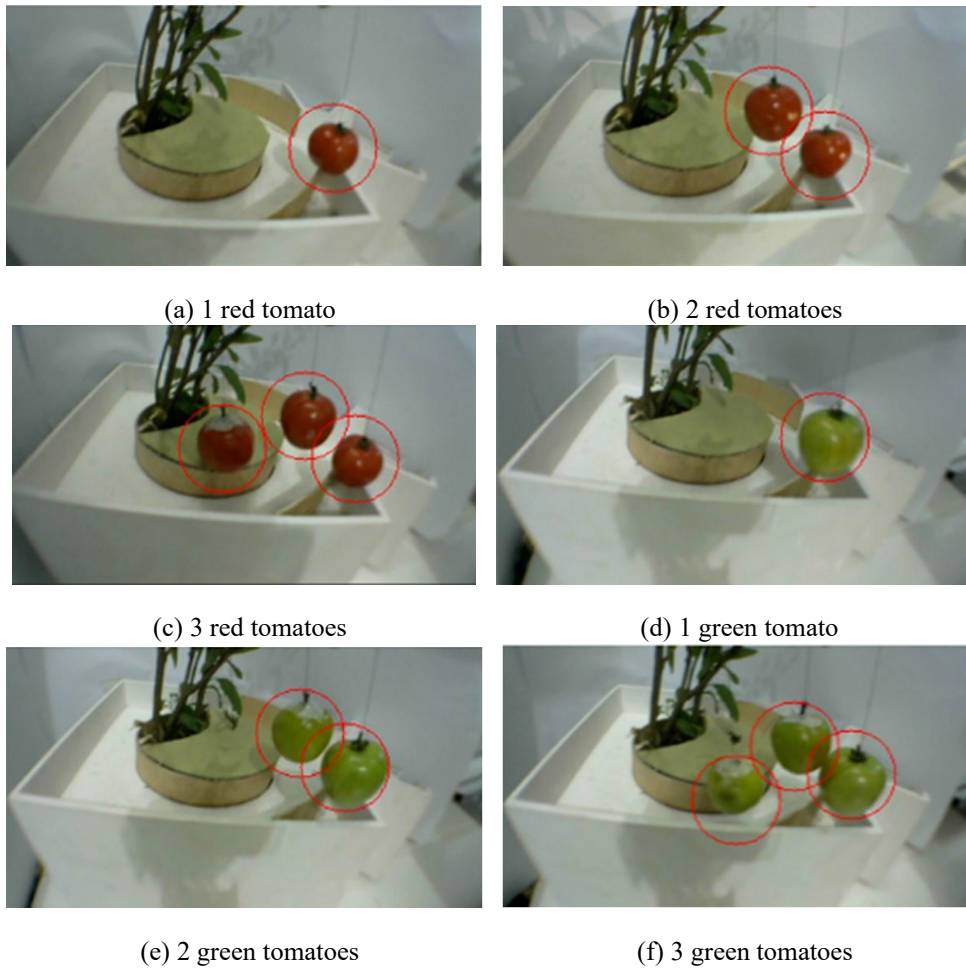 (a) 1 red tomato
(b) 2 red tomatoes
(c) 3 red tomatoes
(d) 1 green tomato
(e) 2 green tomatoes
(f) 3 green tomatoes